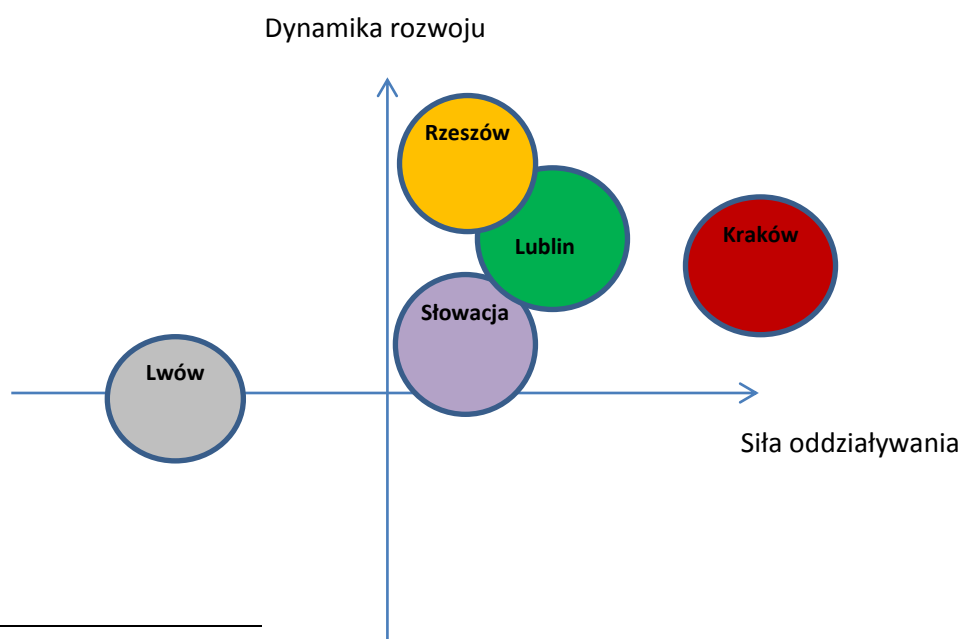 Dynamika rozwoju
Rzeszów
Lublin
Kraków
Słowacja
Lwów
Siła oddziaływania